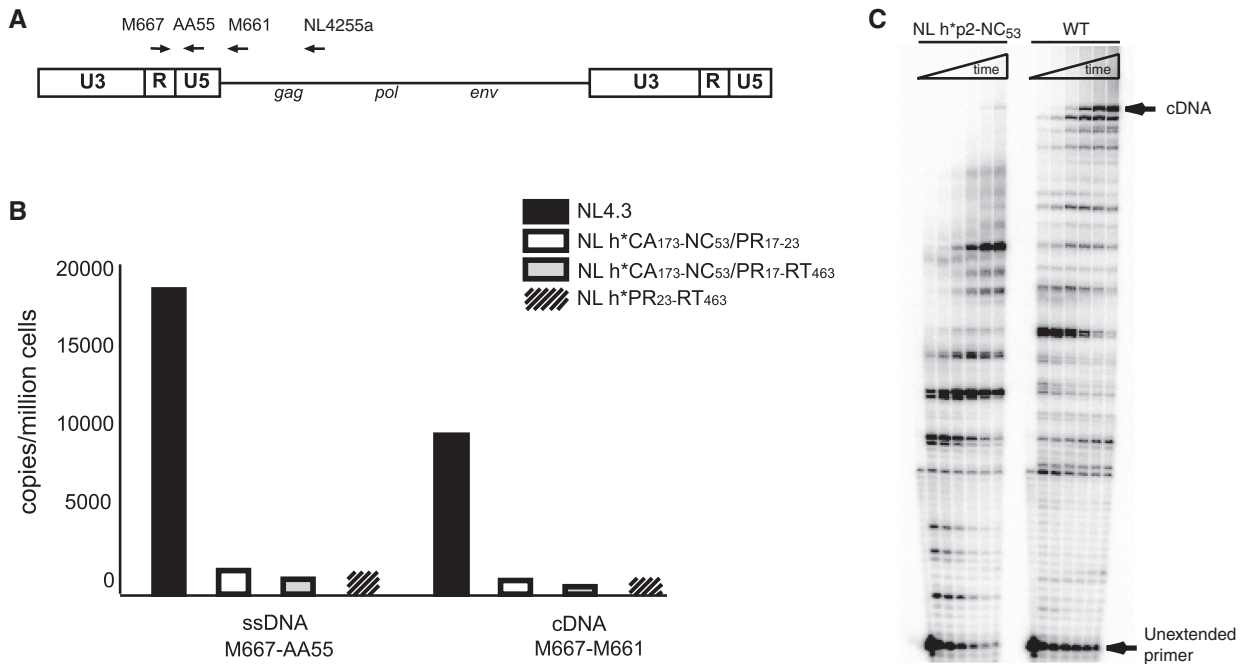 A
M667 AA55 M661 NL4255a
U3 R U5 U3 R U5
gag pol env
B
NL4.3
NL h*CA173-NC53/PR17-23
NL h*CA173-NC53/PR17-RT463
NL h*PR23-RT463
copies/million cells
20000
15000
10000
5000
0
ssDNA
M667-AA55
cDNA
M667-M661
C
NL h*p2-NC53 WT
time time
cDNA
Unextended
primer